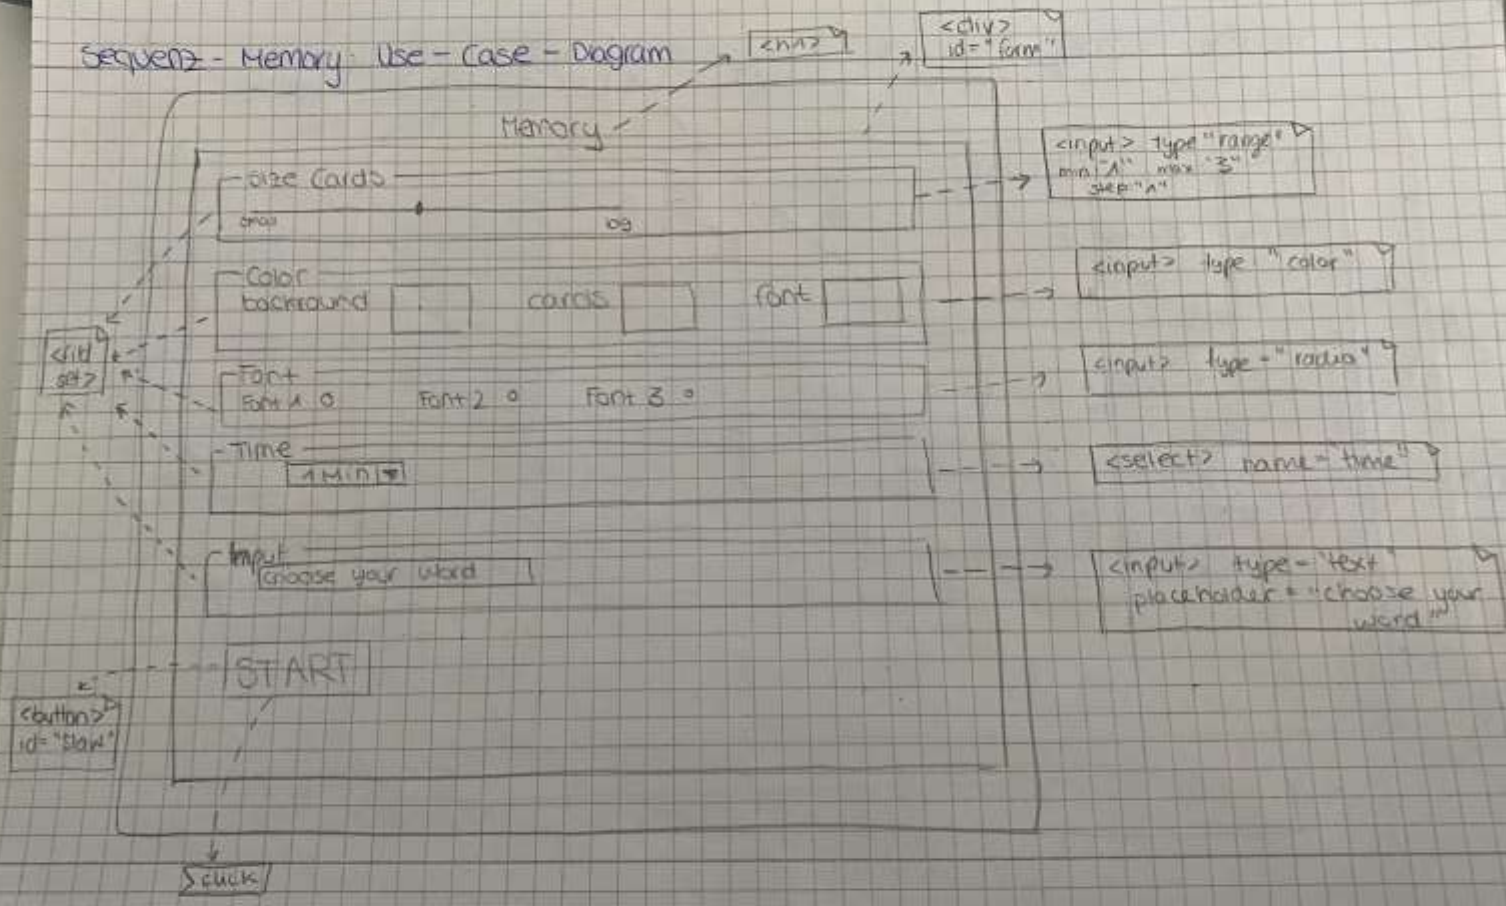 Sequenz - Memory: Use - Case - Diagram
<h1>
<div>
id="form"
Memory
<input> type "range"
min "1" max "3"
step "1"
Size Cards
small
big
Color
background
cards
font
<input> type "color"
<fild
set>
Font
Font 1 O
Font 2 O
Font 3 O
<input> type = "radio"
Time
1 Min
<select> name = "time"
Input
choose your word
<input> type = "text"
placeholder = "choose your
word"
START
<button>
id=
click